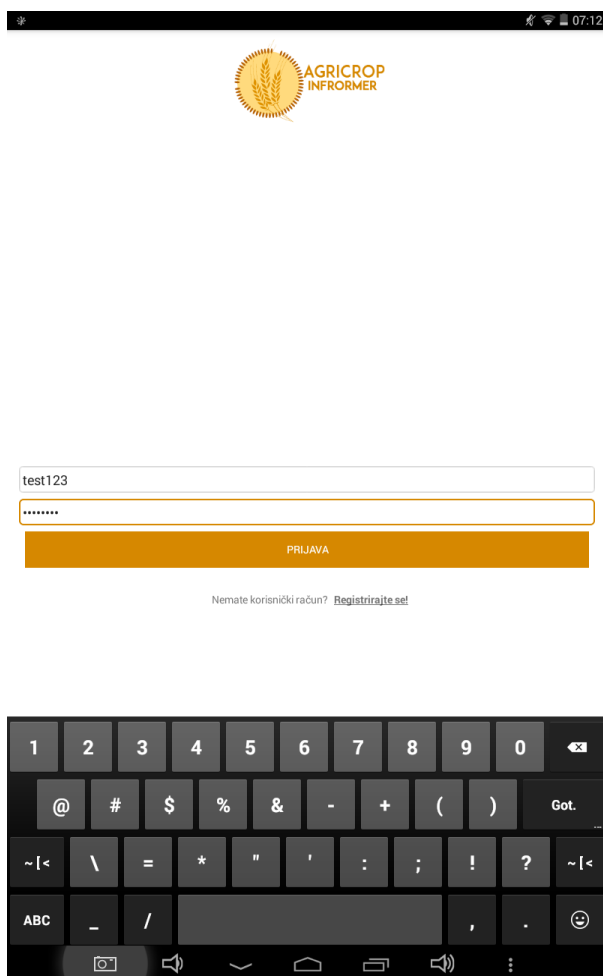 07:12
AGRICROP
INFRORMER
test123
••••••••
PRIJAVA
Nemate korisnički račun? Registrirajte se!
1 2 3 4 5 6 7 8 9 0
@ # $ % & - + ( ) Got.
~[< \ = * " ' : ; ! ? ~[<
ABC _ / , .